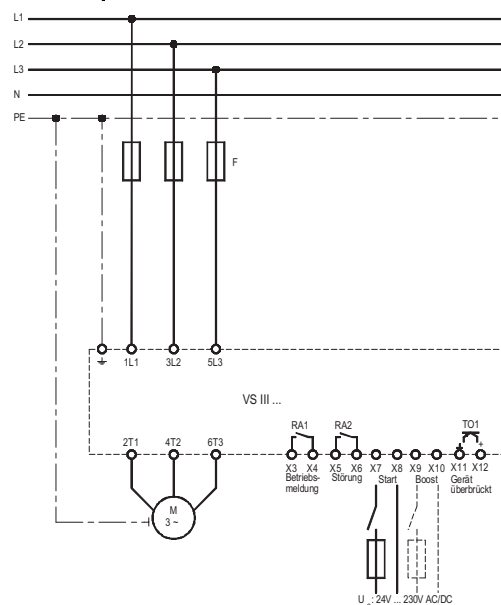 L1
L2
L3
N
PE
F
1L1 3L2 5L3
VS III ...
2T1 4T2 6T3
RA1 RA2 TO1
+
X3 X4 X5 X6 X7 X8 X9 X10 X11 X12
Betriebs- Störung Start Boost Gerät
meldung überbrückt
M
3 ~
U : 24V ... 230V AC/DC